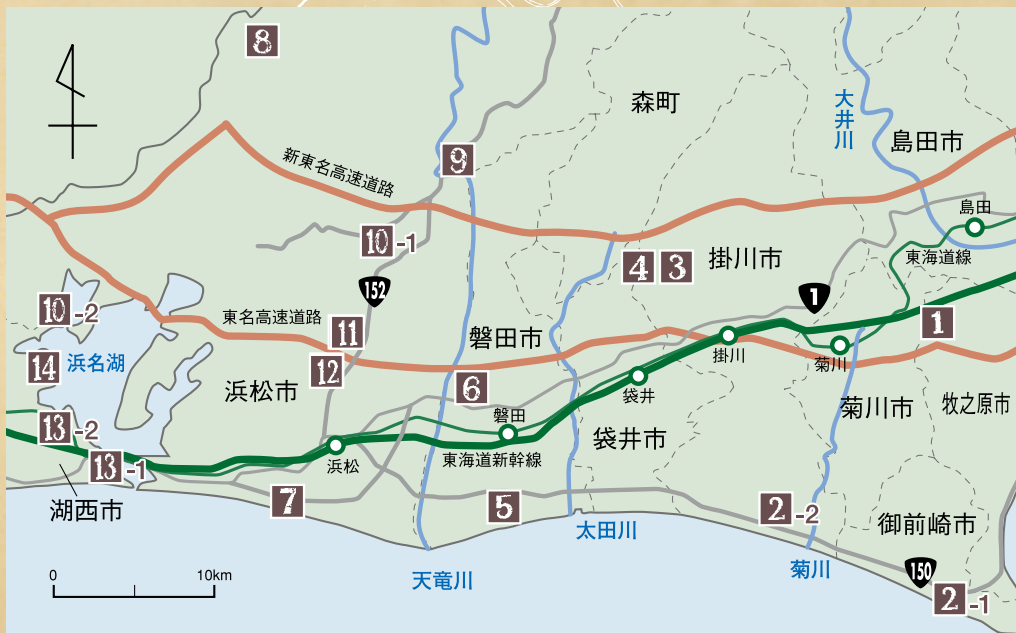 8
森町
大井川
島田市
新東名高速道路
9
島田
10-1
4
3
掛川市
東海道線
152
1
10-2
東名高速道路
11
磐田市
1
14
浜名湖
12
浜松市
6
掛川
菊川
袋井
菊川市
牧之原市
13-2
磐田
袋井市
浜松
東海道新幹線
13-1
湖西市
7
5
2-2
太田川
御前崎市
天竜川
菊川
150
2-1
0
10km